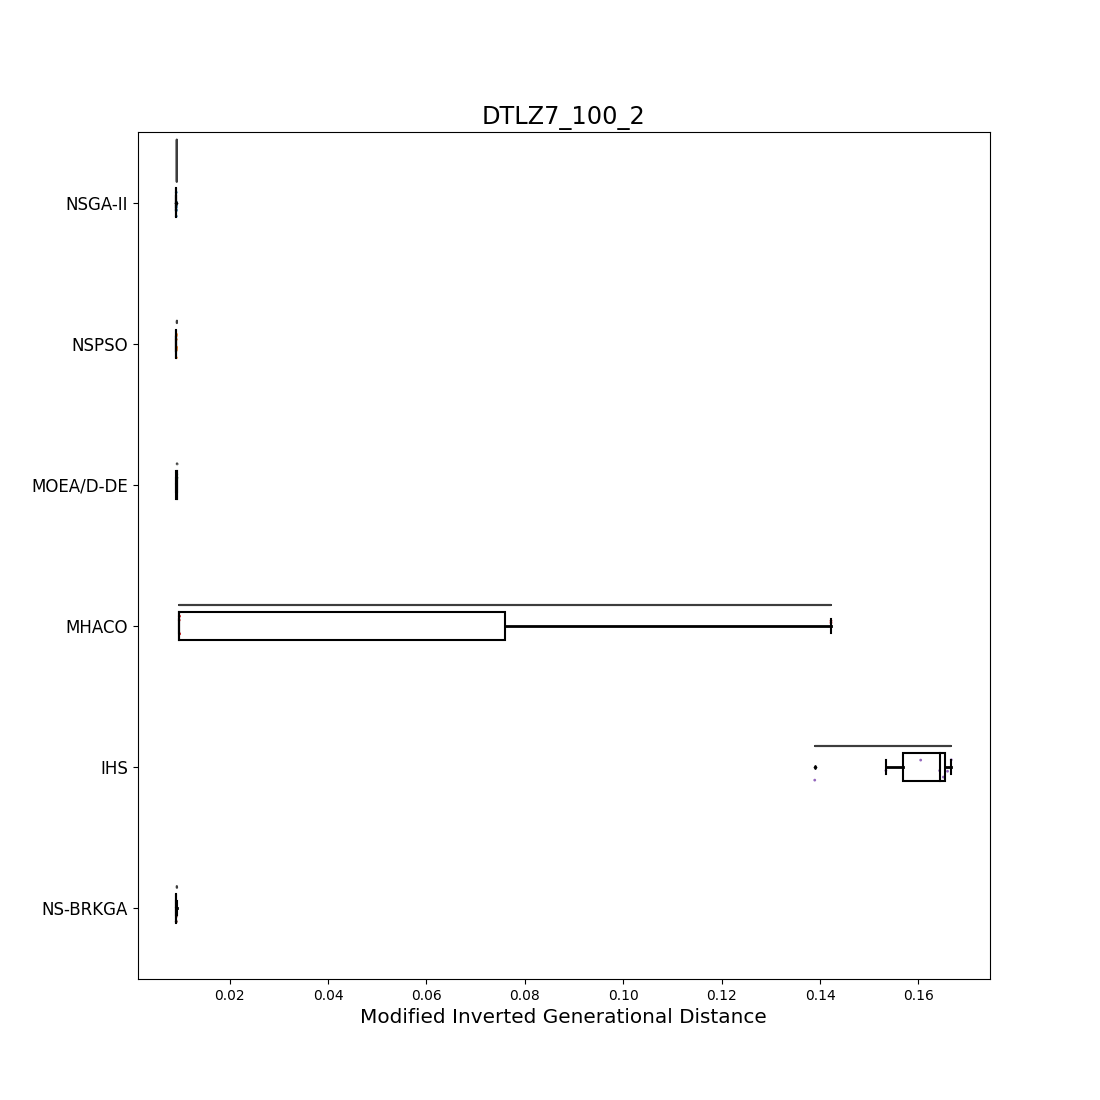 DTLZ7_100_2
NSGA-II
NSPSO
MOEA/D-DE
MHACO
IHS
NS-BRKGA
0.02 0.04 0.06 0.08 0.10 0.12 0.14 0.16
Modified Inverted Generational Distance